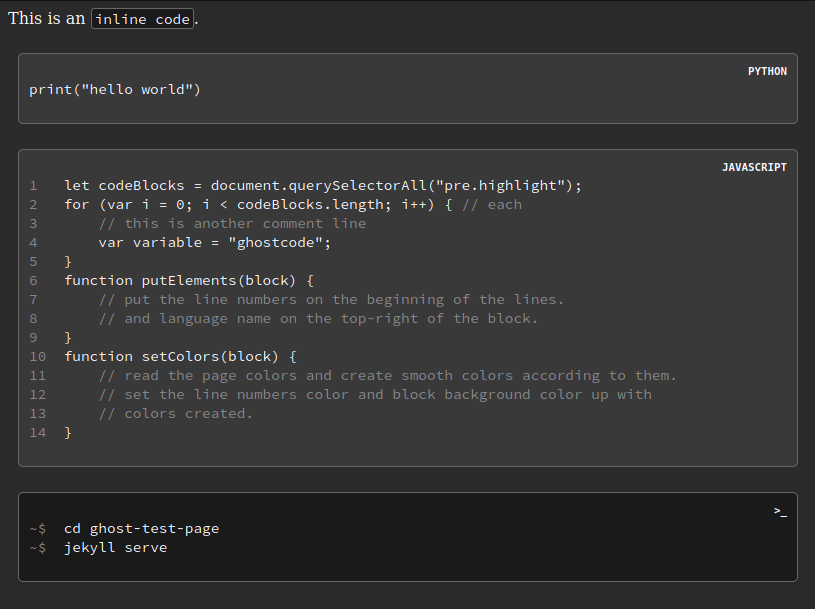 This is an inline code.
PYTHON
print("hello world")
JAVASCRIPT
1 let codeBlocks = document.querySelectorAll("pre.highlight");
2 for (var i = 0; i < codeBlocks.length; i++) { // each
3     // this is another comment line
4     var variable = "ghostcode";
5 }
6 function putElements(block) {
7     // put the line numbers on the beginning of the lines.
8     // and language name on the top-right of the block.
9 }
10 function setColors(block) {
11     // read the page colors and create smooth colors according to them.
12     // set the line numbers color and block background color up with
13     // colors created.
14 }
>_
~$ cd ghost-test-page
~$ jekyll serve